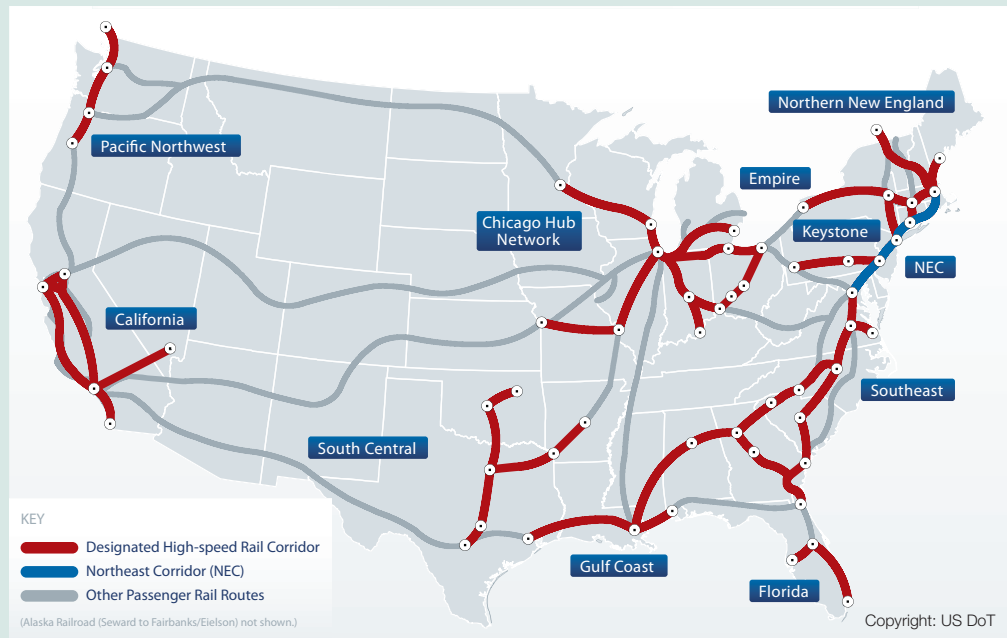 Northern New England
Pacific Northwest
Empire
Chicago Hub
Network
Keystone
NEC
California
Southeast
South Central
Gulf Coast
Florida
KEY
Designated High-speed Rail Corridor
Northeast Corridor (NEC)
Other Passenger Rail Routes
(Alaska Railroad (Seward to Fairbanks/Eielson) not shown.)
Copyright: US DoT